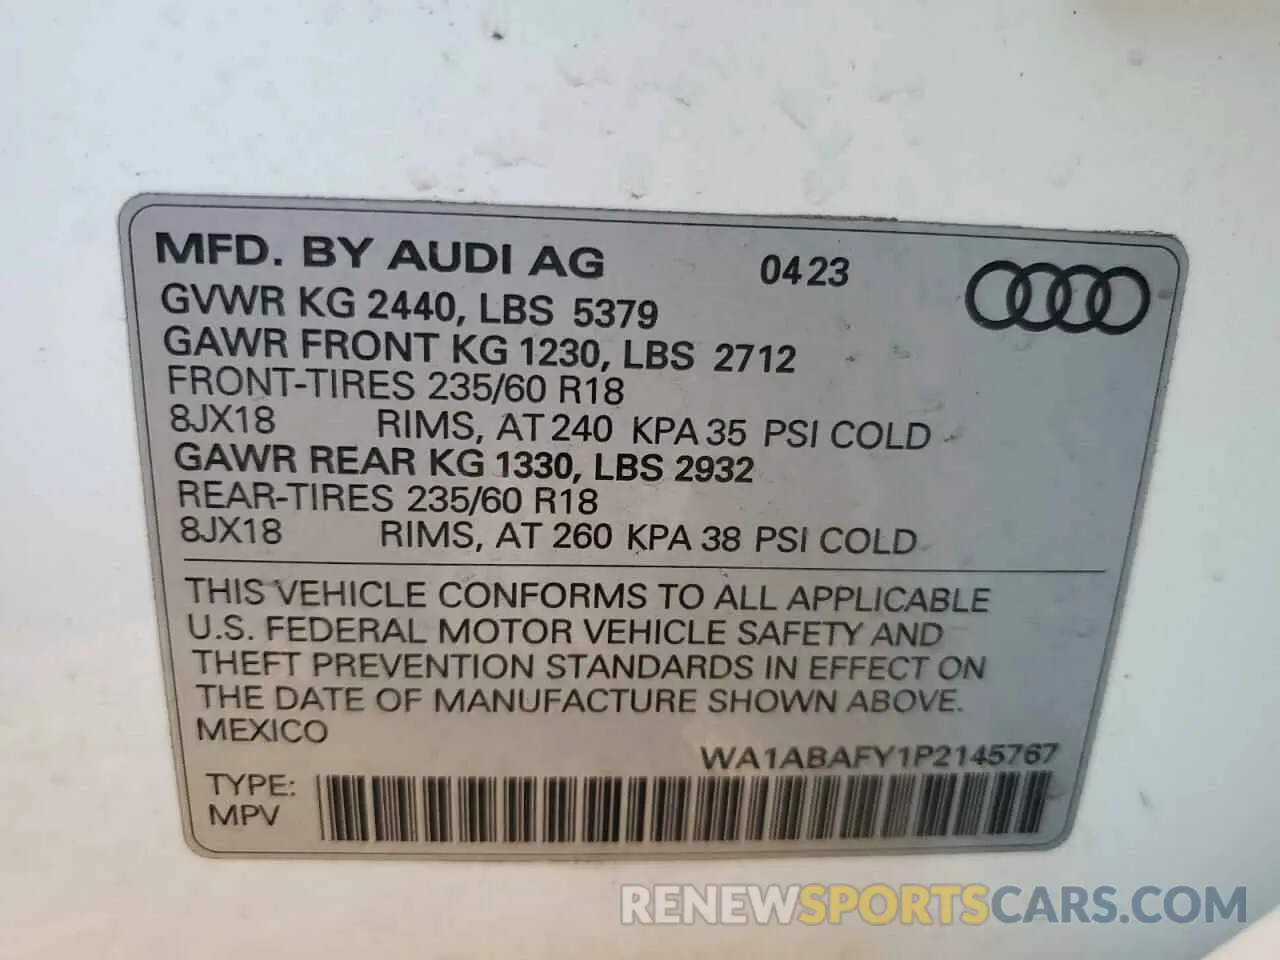 MFD. BY AUDI AG 04 23
GVWR KG 2440, LBS 5379
GAWR FRONT KG 1230, LBS 2712
FRONT-TIRES 235/60 R18
8JX18 RIMS, AT 240 KPA 35 PSI COLD
GAWR REAR KG 1330, LBS 2932
REAR-TIRES 235/60 R18
8JX18 RIMS, AT 260 KPA 38 PSI COLD
THIS VEHICLE CONFORMS TO ALL APPLICABLE
U.S. FEDERAL MOTOR VEHICLE SAFETY AND
THEFT PREVENTION STANDARDS IN EFFECT ON
THE DATE OF MANUFACTURE SHOWN ABOVE.
MEXICO
WA1ABAFY1P2145767
TYPE:
MPV
RENEWSPORTSCARS.COM